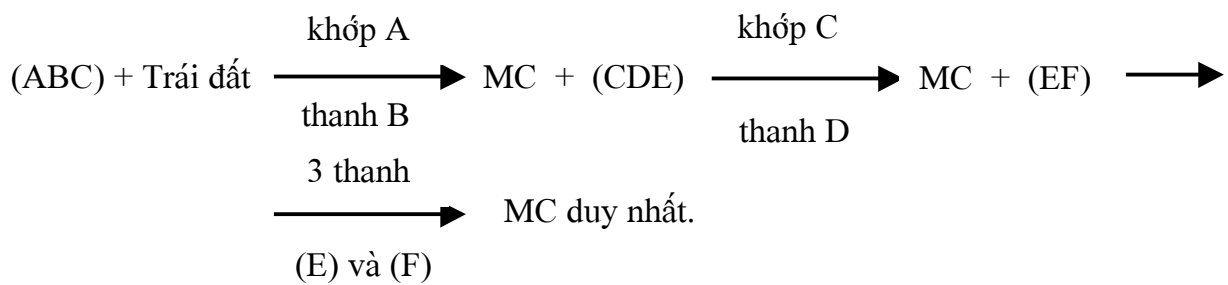 khớp A
khớp C
(ABC) + Trái đất
MC + (CDE)
MC + (EF)
thanh B
thanh D
3 thanh
MC duy nhất.
(E) và (F)